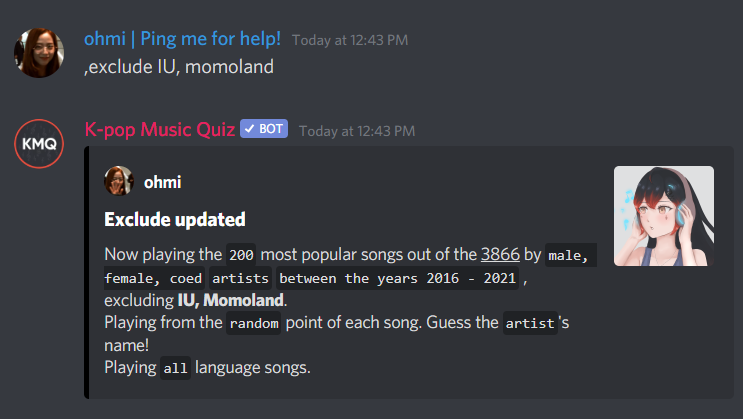 ohmi | Ping me for help! Today at 12:43 PM
,exclude IU, momoland
KMQ
K-pop Music Quiz ✓ BOT Today at 12:43 PM
ohmi
Exclude updated
Now playing the 200 most popular songs out of the 3866 by male,
female, coed artists between the years 2016 - 2021 ,
excluding IU, Momoland.
Playing from the random point of each song. Guess the artist's
name!
Playing all language songs.